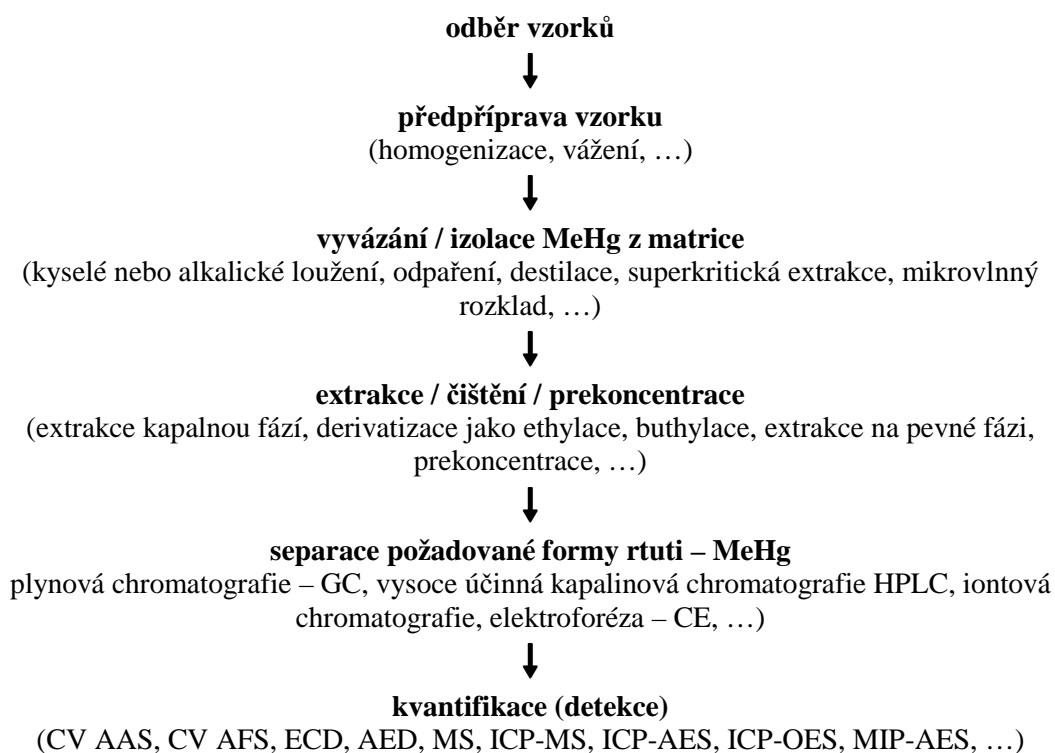 odběr vzorků
předpříprava vzorku
(homogenizace, vážení, …)
vyvázání / izolace MeHg z matrice
(kyselé nebo alkalické loužení, odpaření, destilace, superkritická extrakce, mikrovlnný
rozklad, …)
extrakce / čištění / prekoncentrace
(extrakce kapalnou fází, derivatizace jako ethylace, buthylace, extrakce na pevné fázi,
prekoncentrace, …)
separace požadované formy rtuti – MeHg
plynová chromatografie – GC, vysoce účinná kapalinová chromatografie HPLC, iontová
chromatografie, elektroforéza – CE, …)
kvantifikace (detekce)
(CV AAS, CV AFS, ECD, AED, MS, ICP-MS, ICP-AES, ICP-OES, MIP-AES, …)